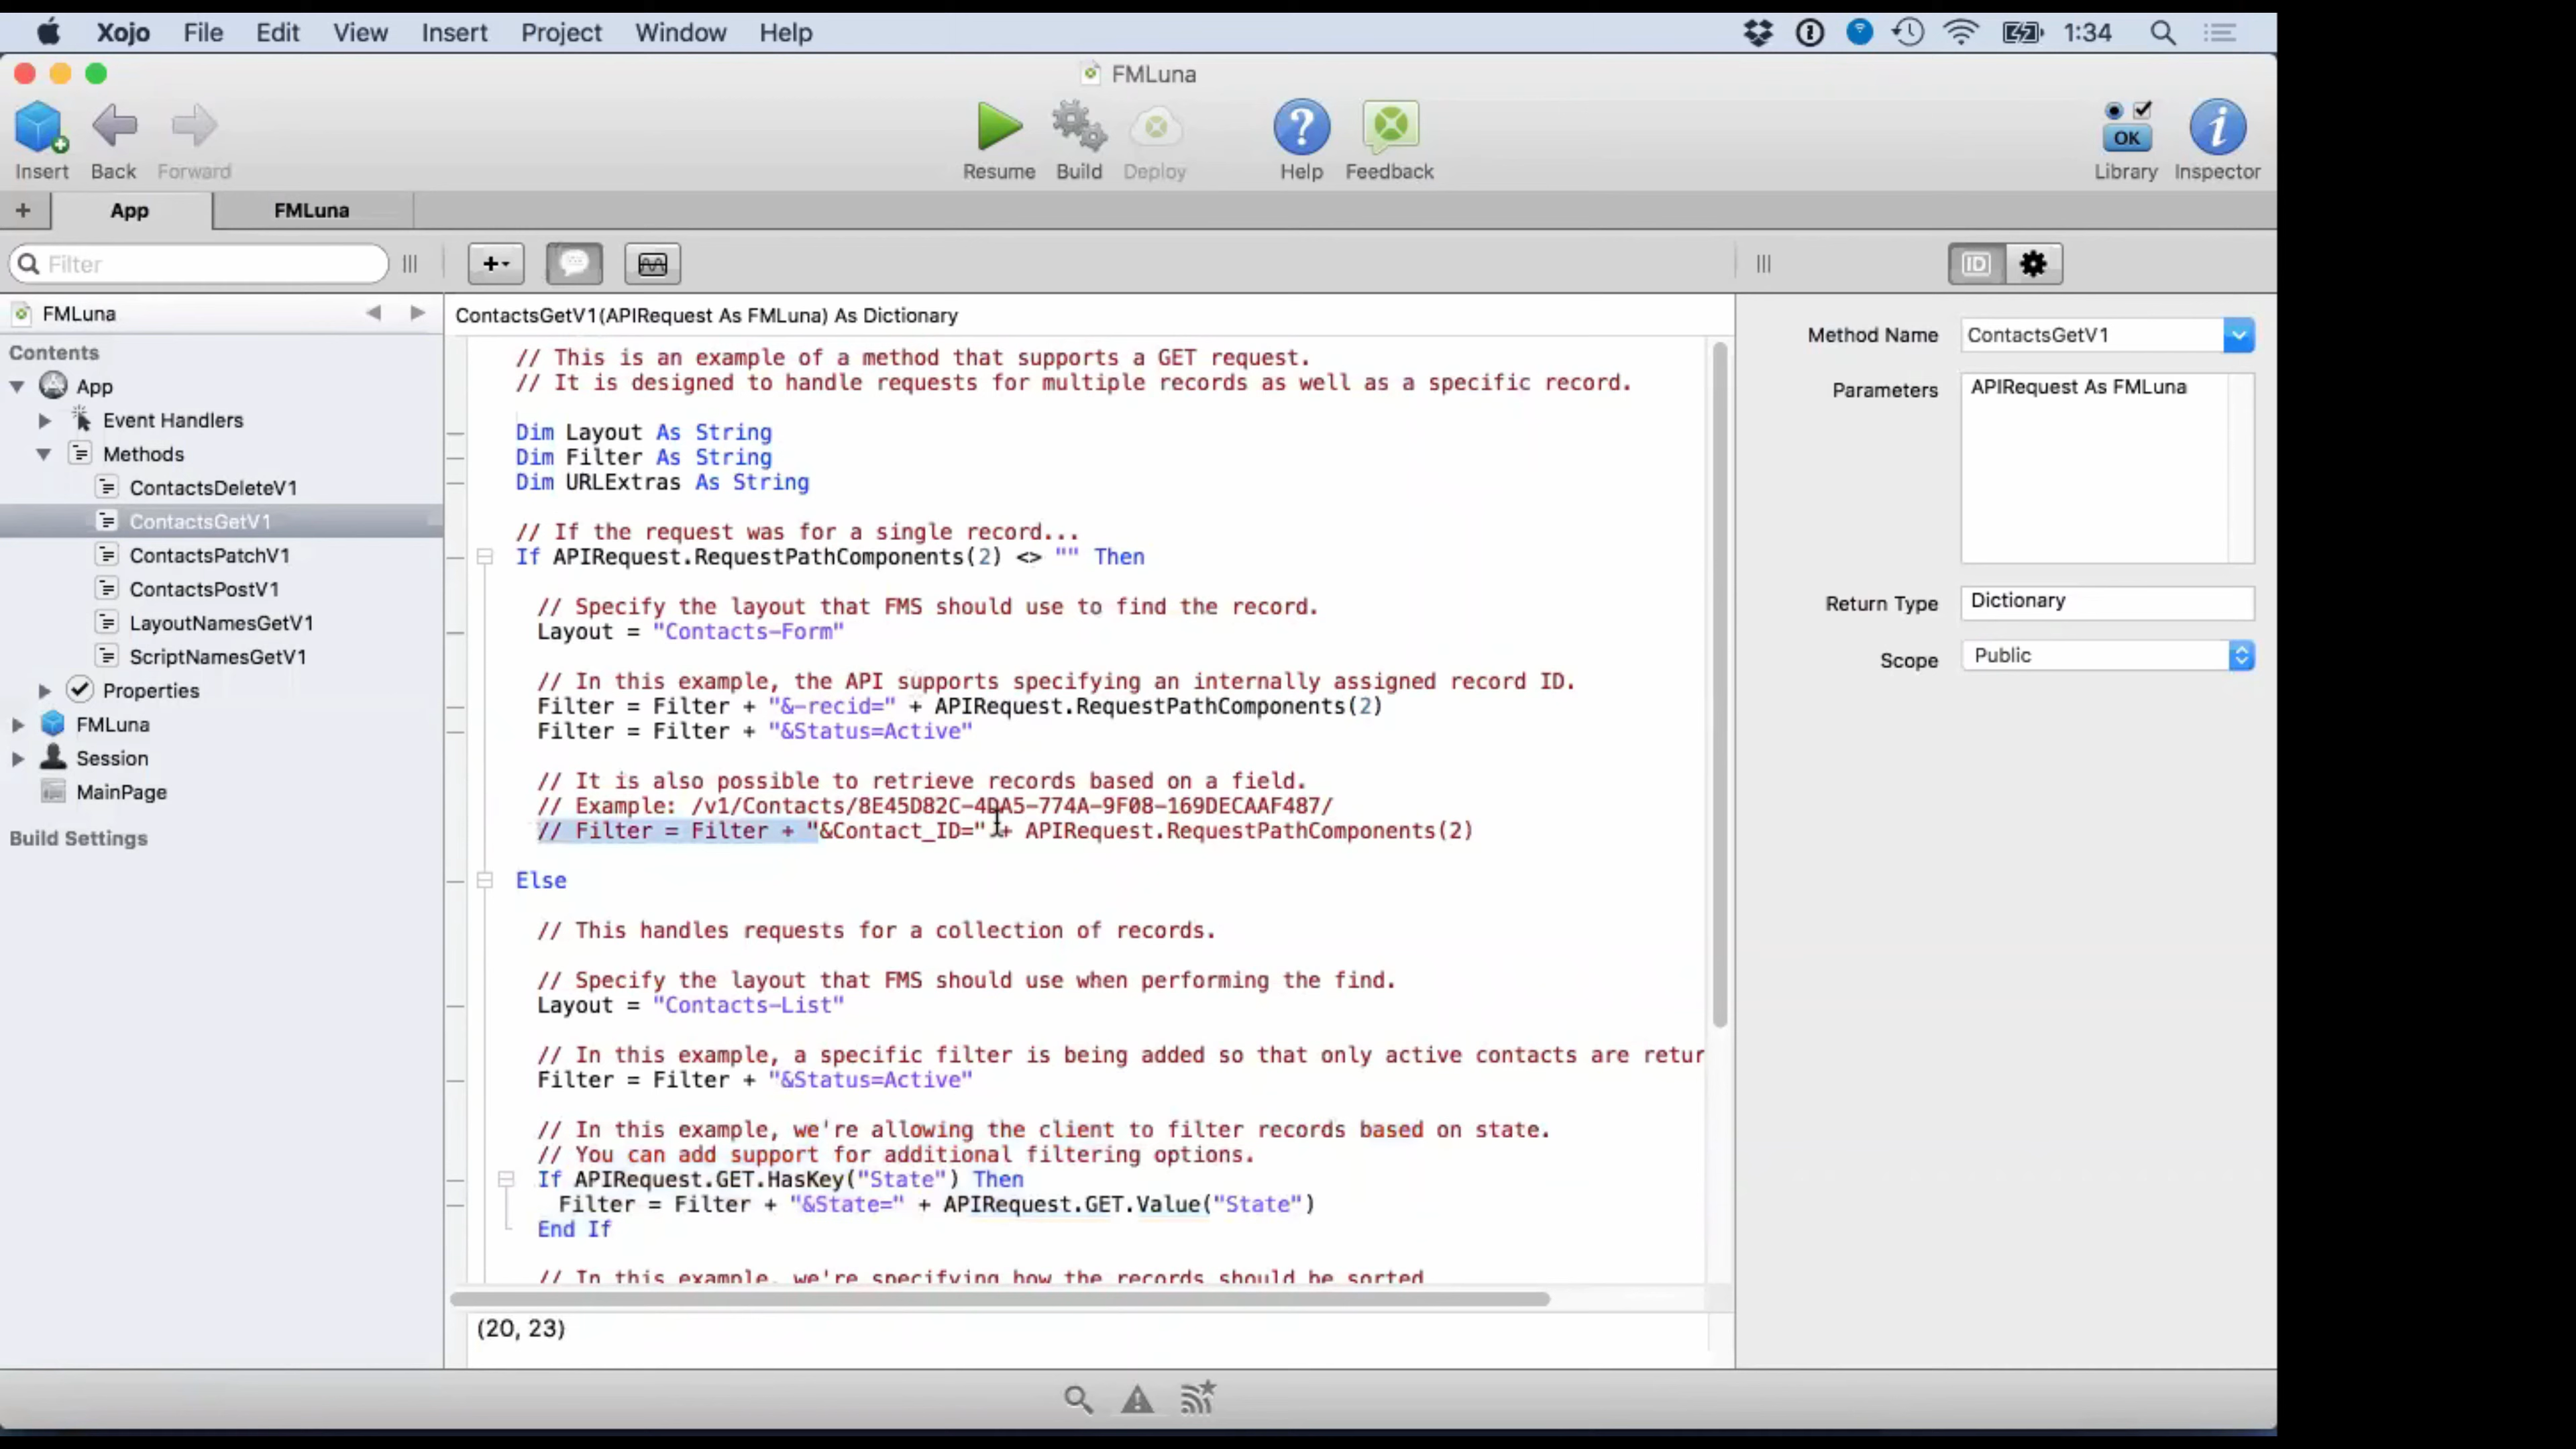 Xojo File Edit View Insert Project Window Help 1:34
FMLuna
Insert Back Forward Resume Build Deploy Help Feedback OK Library Inspector
+ App FMLuna
Filter
ID
FMLuna
Contents
App
Event Handlers
Methods
ContactsDeleteV1
ContactsGetV1
ContactsPatchV1
ContactsPostV1
LayoutNamesGetV1
ScriptNamesGetV1
Properties
FMLuna
Session
MainPage
Build Settings
ContactsGetV1(APIRequest As FMLuna) As Dictionary
// This is an example of a method that supports a GET request.
// It is designed to handle requests for multiple records as well as a specific record.
Dim Layout As String
Dim Filter As String
Dim URLExtras As String
// If the request was for a single record...
If APIRequest.RequestPathComponents(2) <> "" Then
// Specify the layout that FMS should use to find the record.
Layout = "Contacts-Form"
// In this example, the API supports specifying an internally assigned record ID.
Filter = Filter + "&-recid=" + APIRequest.RequestPathComponents(2)
Filter = Filter + "&Status=Active"
// It is also possible to retrieve records based on a field.
// Example: /v1/Contacts/8E45D82C-4DA5-774A-9F08-169DECAAF487/
// Filter = Filter + "&Contact_ID=" + APIRequest.RequestPathComponents(2)
Else
// This handles requests for a collection of records.
// Specify the layout that FMS should use when performing the find.
Layout = "Contacts-List"
// In this example, a specific filter is being added so that only active contacts are retur
Filter = Filter + "&Status=Active"
// In this example, we're allowing the client to filter records based on state.
// You can add support for additional filtering options.
If APIRequest.GET.HasKey("State") Then
Filter = Filter + "&State=" + APIRequest.GET.Value("State")
End If
// In this example, we're specifying how the records should be sorted
(20, 23)
Method Name ContactsGetV1
Parameters APIRequest As FMLuna
Return Type Dictionary
Scope Public